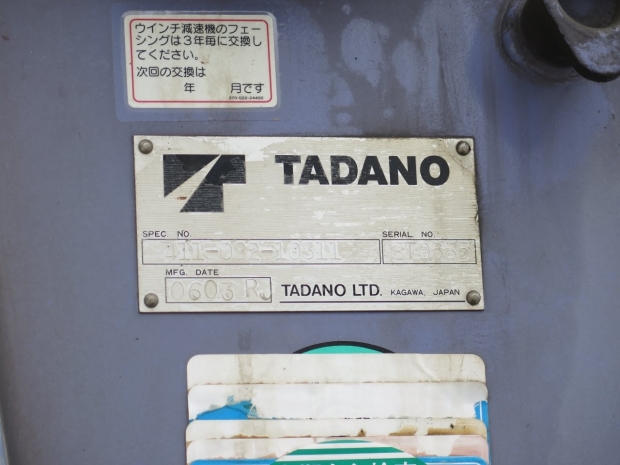 ウインチ減速機のフェー
シングは3年毎に交換し
てください。
次回の交換は
年　　月です
TADANO
SPEC. NO.
SERIAL NO.
MFG. DATE
0603R
TADANO LTD. KAGAWA, JAPAN